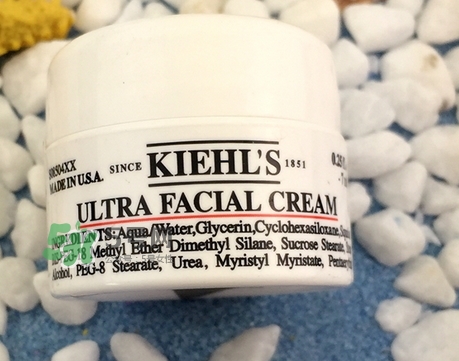 MADE IN U.S.A.
SINCE KIEHL'S 1851
ULTRA FACIAL CREAM
Aqua/Water,Glycerin,Cyclohexasiloxane,
Methyl Ether Dimethyl Silane, Sucrose Stearate,
Alcohol, PEG-8 Stearate, Urea, Myristyl Myristate,